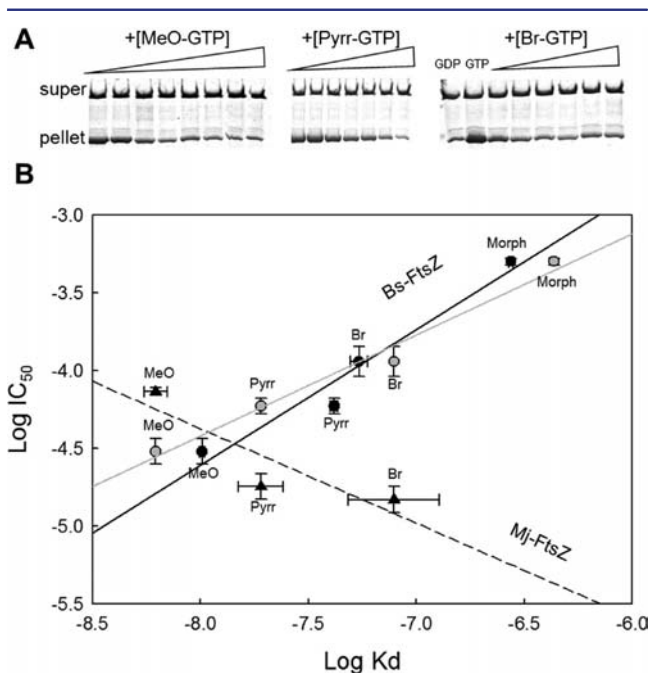 A
+[MeO-GTP]
+[Pyrr-GTP]
+[Br-GTP]
GDP GTP
super
pellet
B
-3.0
Morph
Bs-FtsZ
Morph
-3.5
Br
MeO
Pyrr
-4.0
Log IC50
MeO
Br
Pyrr
-4.5
MeO
Br
Pyrr
-5.0
Mj-FtsZ
-5.5
-8.5 -8.0 -7.5 -7.0 -6.5 -6.0
Log Kd